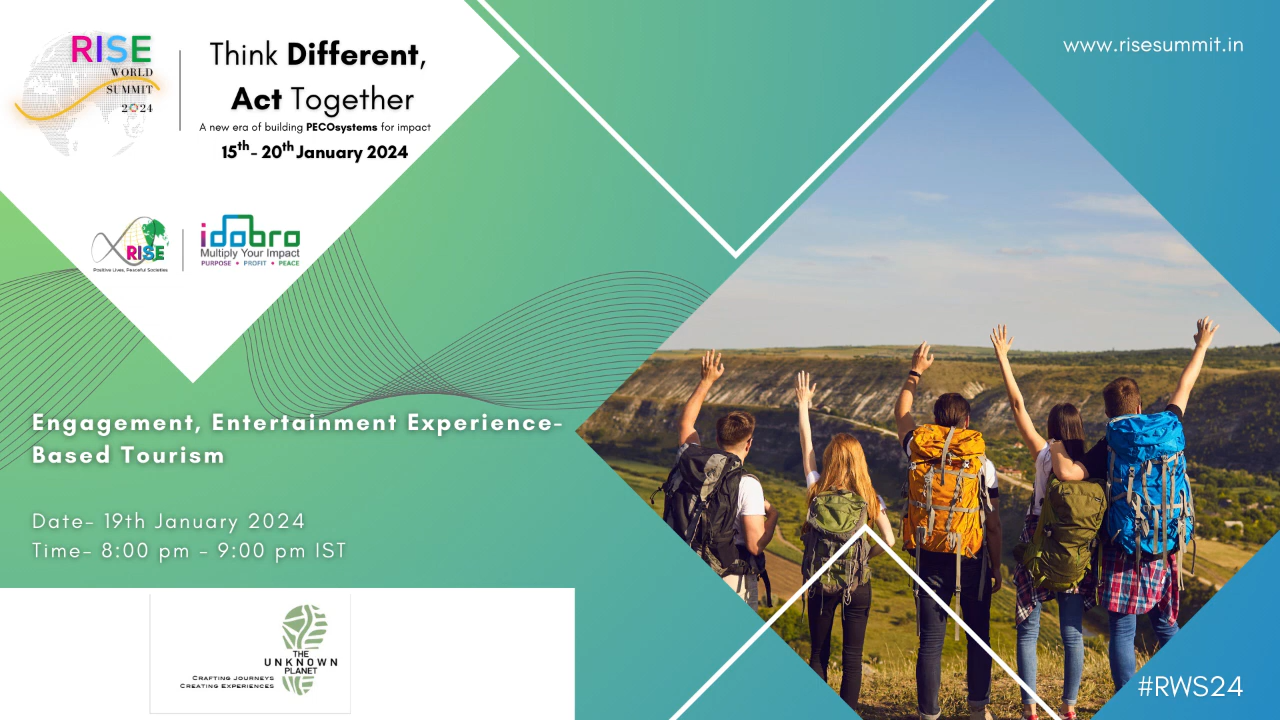 RISE
WORLD
SUMMIT
2024
Think Different,
Act Together
A new era of building PECOsystems for impact
15th- 20th January 2024
www.risesummit.in
RISE
Positive Lives, Peaceful Societies
idobro
Multiply Your Impact
PURPOSE • PROFIT • PEACE
Engagement, Entertainment Experience-
Based Tourism
Date- 19th January 2024
Time- 8:00 pm - 9:00 pm IST
THE
UNKNOWN
PLANET
Crafting Journeys
Creating Experiences
#RWS24